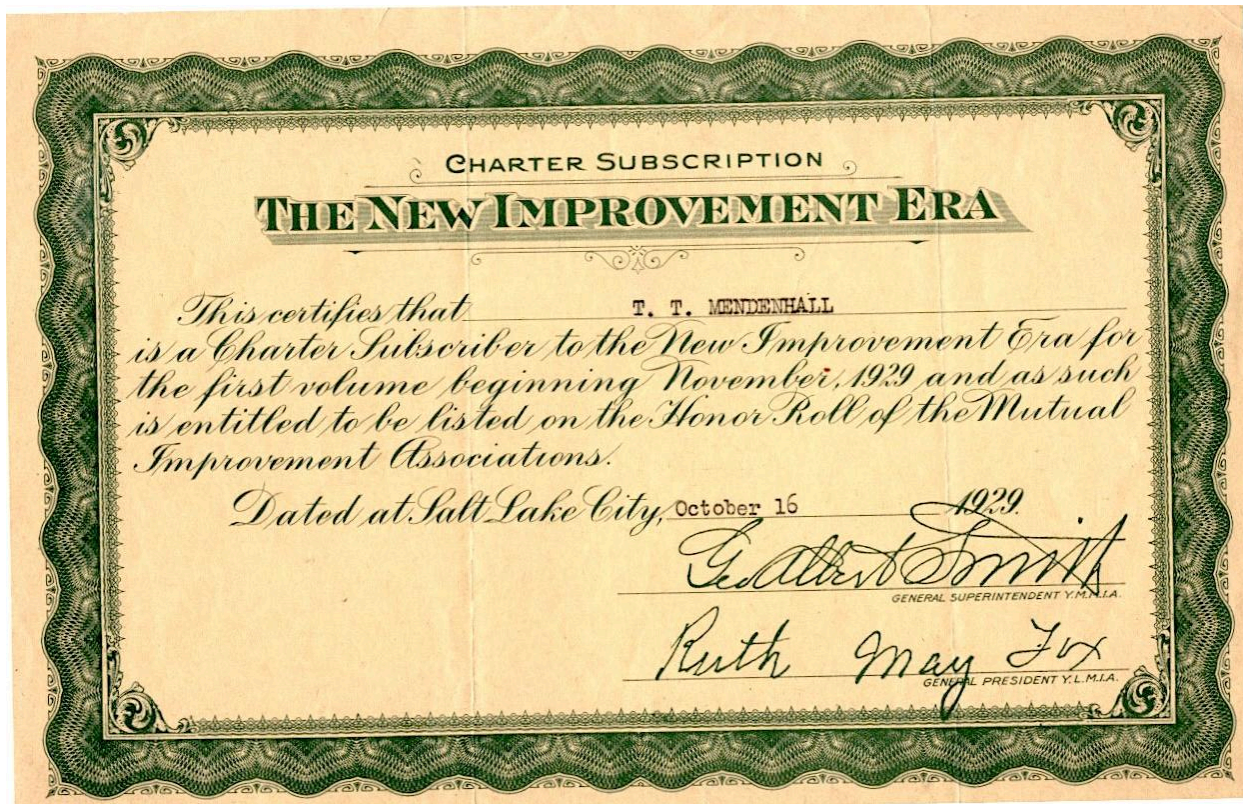 CHARTER SUBSCRIPTION
THE NEW IMPROVEMENT ERA
This certifies that T. T. MENDENHALL
is a Charter Subscriber to the New Improvement Era for
the first volume beginning November, 1929 and as such
is entitled to be listed on the Honor Roll of the Mutual
Improvement Associations.
Dated at Salt Lake City, October 16 1929.
Geo Albert Smith
GENERAL SUPERINTENDENT Y.M.M.I.A.
Ruth May Fox
GENERAL PRESIDENT Y.L.M.I.A.